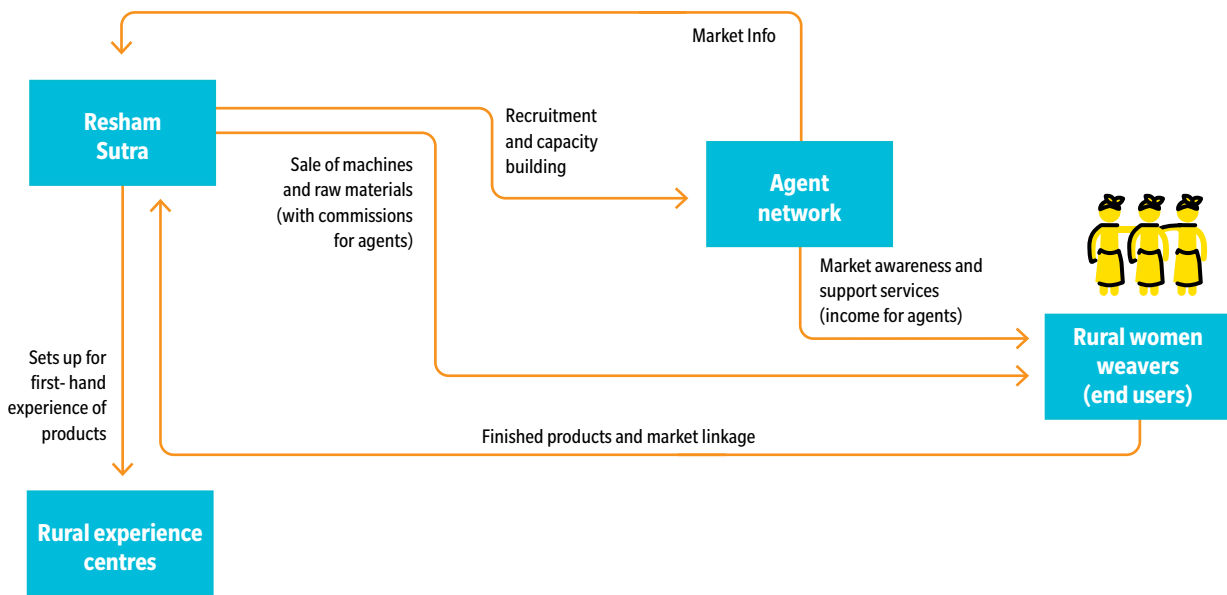 Market Info
Resham
Sutra
Recruitment
and capacity
building
Sale of machines
and raw materials
(with commissions
for agents)
Agent
network
Market awareness and
support services
(income for agents)
Rural women
weavers
(end users)
Sets up for
first- hand
experience of
products
Finished products and market linkage
Rural experience
centres